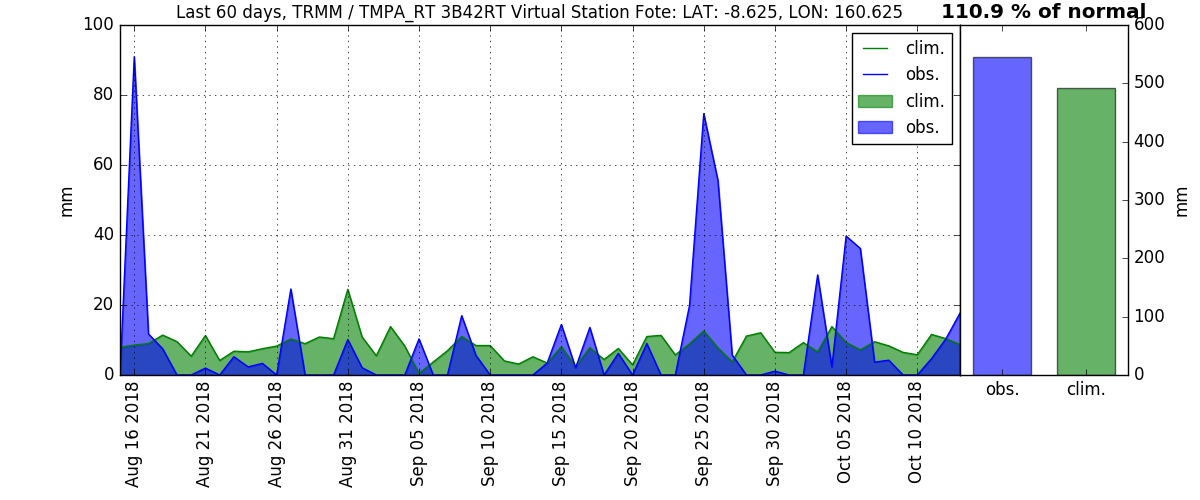 Last 60 days, TRMM / TMPA_RT 3B42RT Virtual Station Fote: LAT: -8.625, LON: 160.625
110.9 % of normal
100
80
60
40
20
0
mm
clim.
obs.
clim.
obs.
600
500
400
300
200
100
0
mm
obs.
clim.
Aug 16 2018
Aug 21 2018
Aug 26 2018
Aug 31 2018
Sep 05 2018
Sep 10 2018
Sep 15 2018
Sep 20 2018
Sep 25 2018
Sep 30 2018
Oct 05 2018
Oct 10 2018